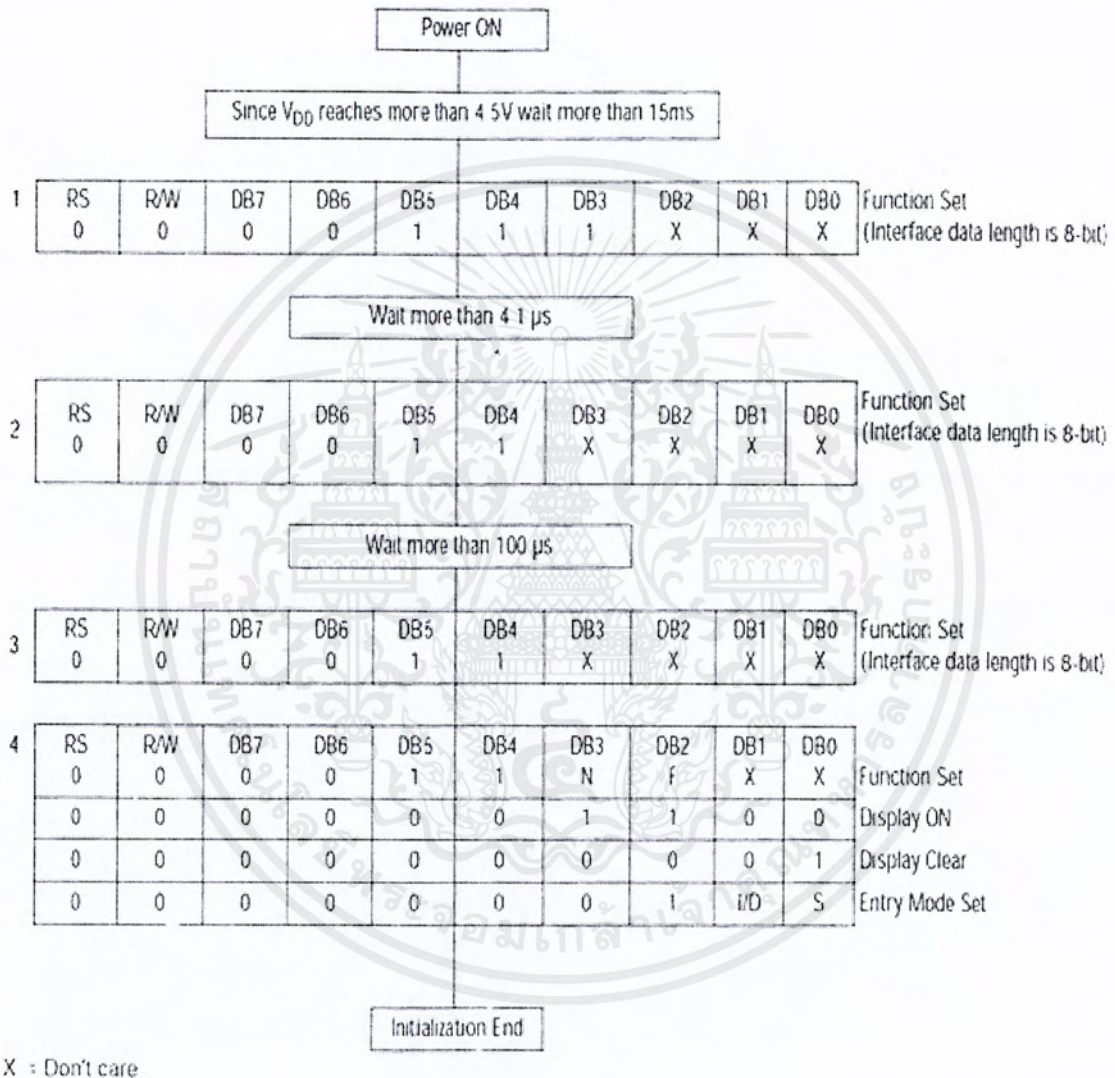 Power ON
Since VDD reaches more than 4 5V wait more than 15ms
1 RS R/W DB7 DB6 DB5 DB4 DB3 DB2 DB1 DB0 Function Set
0 0 0 0 1 1 1 X X X (Interface data length is 8-bit)
Wait more than 4 1 µs
2 RS R/W DB7 DB6 DB5 DB4 DB3 DB2 DB1 DB0 Function Set
0 0 0 0 1 1 X X X X (Interface data length is 8-bit)
Wait more than 100 µs
3 RS R/W DB7 DB6 DB5 DB4 DB3 DB2 DB1 DB0 Function Set
0 0 0 0 1 1 X X X X (Interface data length is 8-bit)
4 RS R/W DB7 DB6 DB5 DB4 DB3 DB2 DB1 DB0
0 0 0 0 1 1 N F X X Function Set
0 0 0 0 0 0 1 1 0 0 Display ON
0 0 0 0 0 0 0 0 0 1 Display Clear
0 0 0 0 0 0 0 1 I/D S Entry Mode Set
Initialization End
X = Don't care